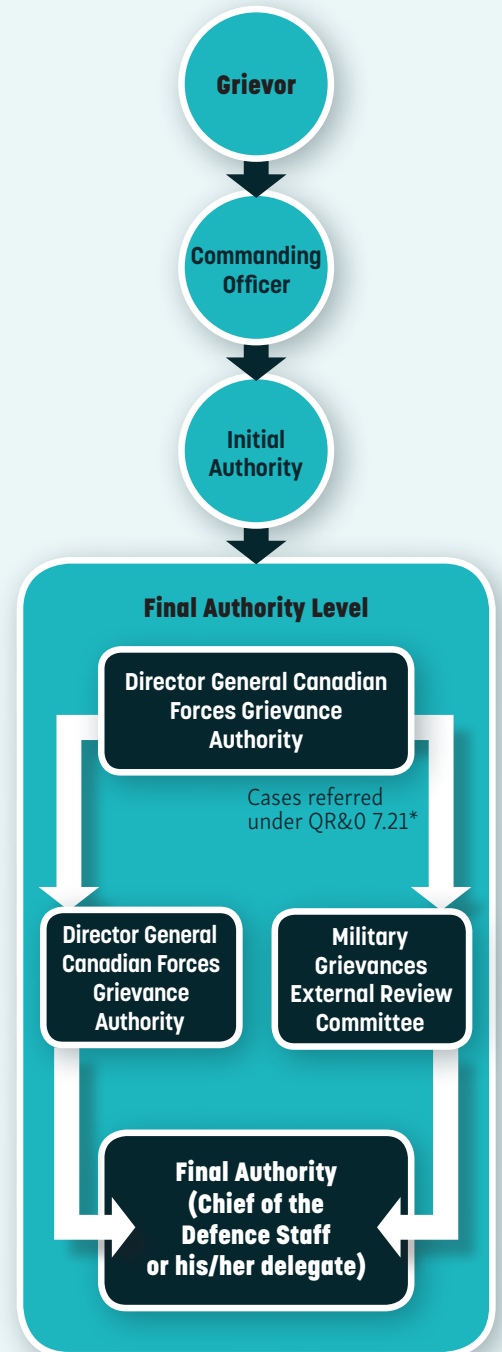 Grievor
Commanding
Officer
Initial
Authority
Final Authority Level
Director General Canadian
Forces Grievance
Authority
Cases referred
under QR&O 7.21*
Director General
Canadian Forces
Grievance
Authority
Military
Grievances
External Review
Committee
Final Authority
(Chief of the
Defence Staff
or his/her delegate)